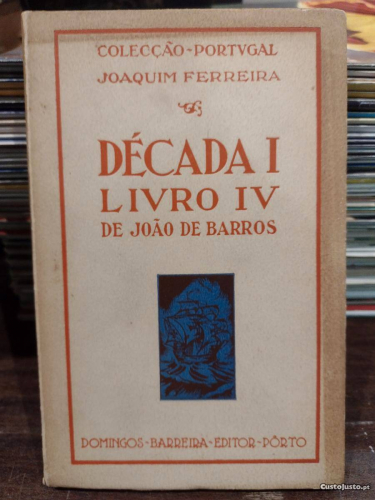 COLECÇÃO-PORTVGAL
JOAQUIM FERREIRA
DÉCADA I
LIVRO IV
DE JOÃO DE BARROS
DOMINGOS-BARREIRA-EDITOR-PÔRTO
CustoJusto.pt